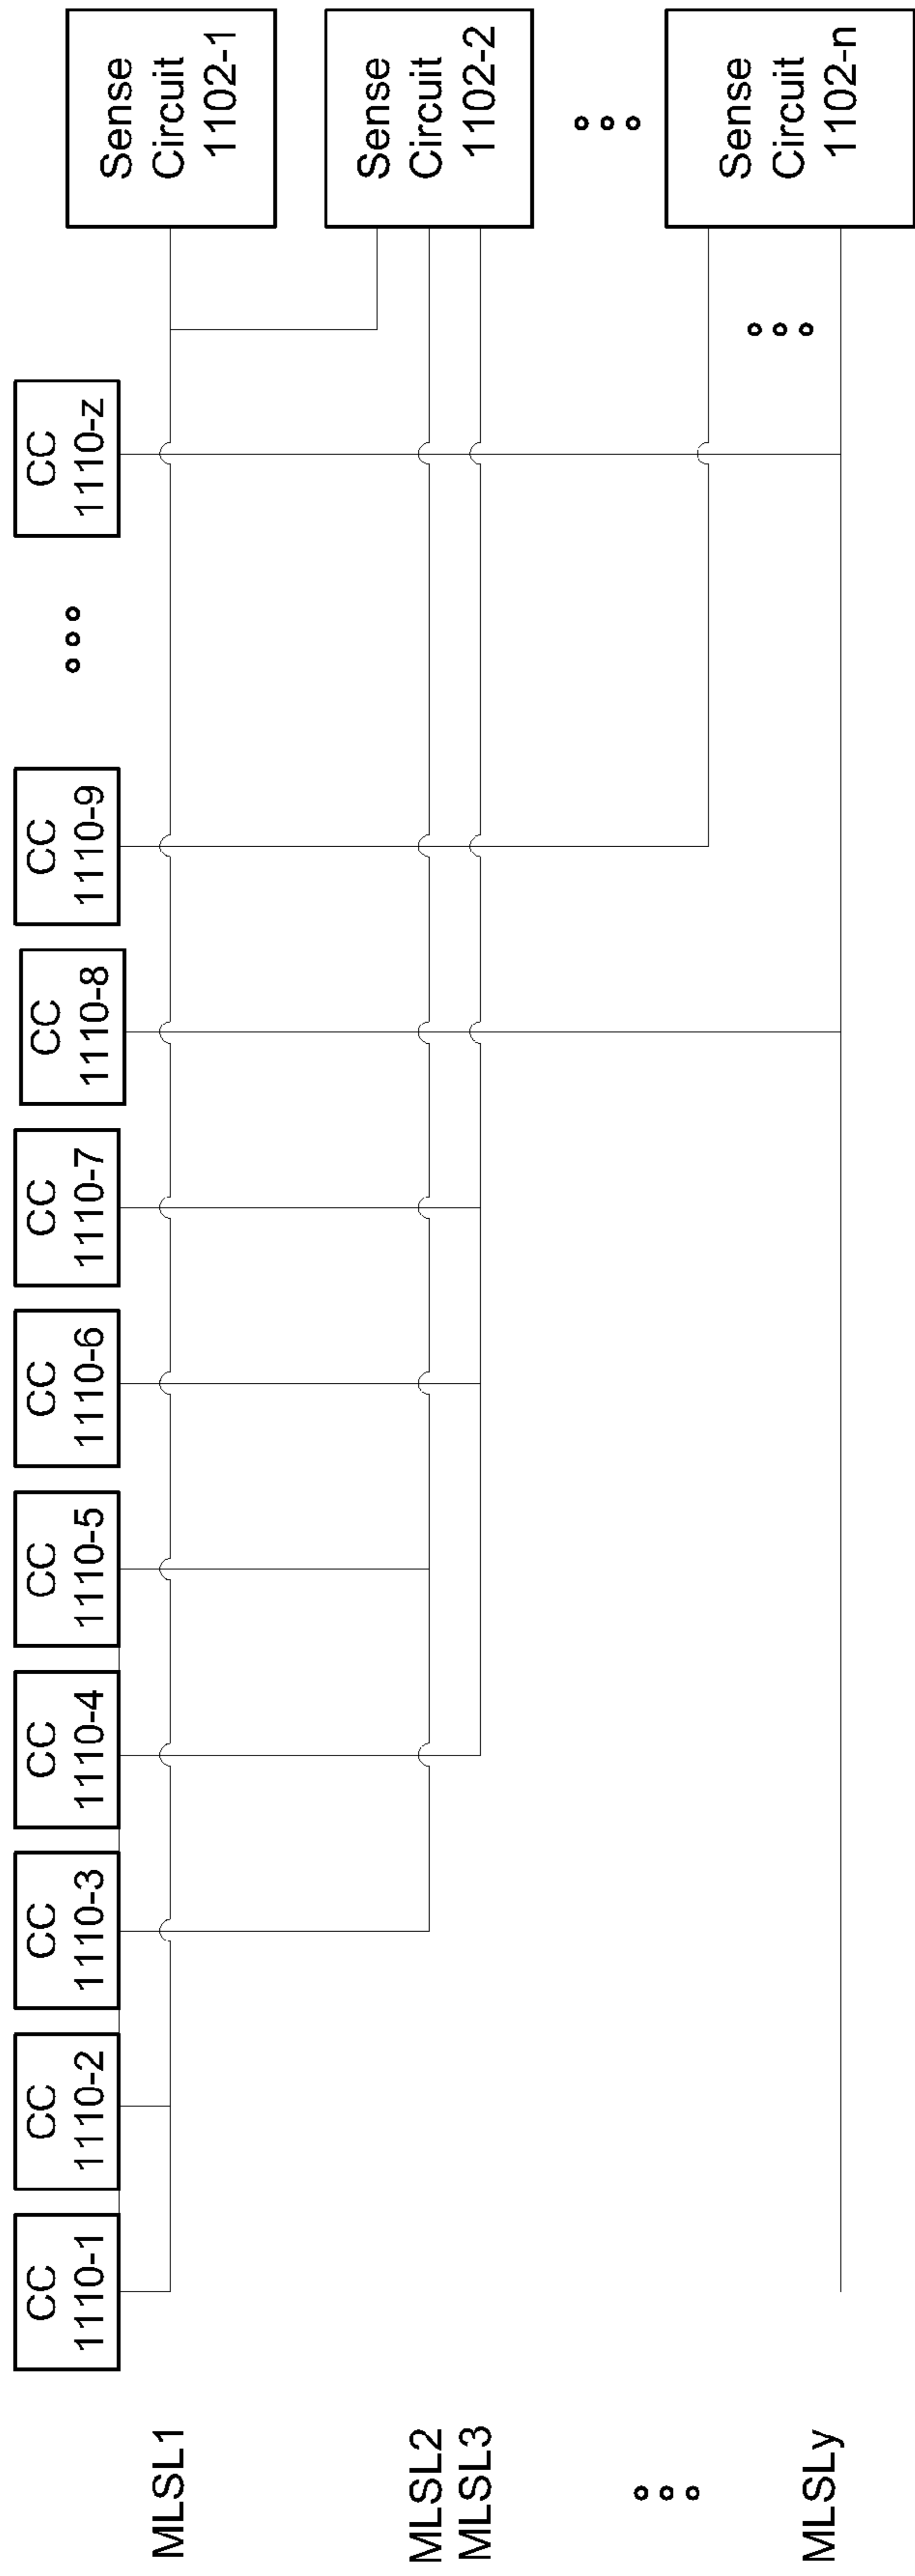 CC
1110-1
CC
1110-2
CC
1110-3
CC
1110-4
CC
1110-5
CC
1110-6
CC
1110-7
CC
1110-8
CC
1110-9
CC
1110-z
Sense
Circuit
1102-1
Sense
Circuit
1102-2
Sense
Circuit
1102-n
MLSL1
MLSL2
MLSL3
MLSLy